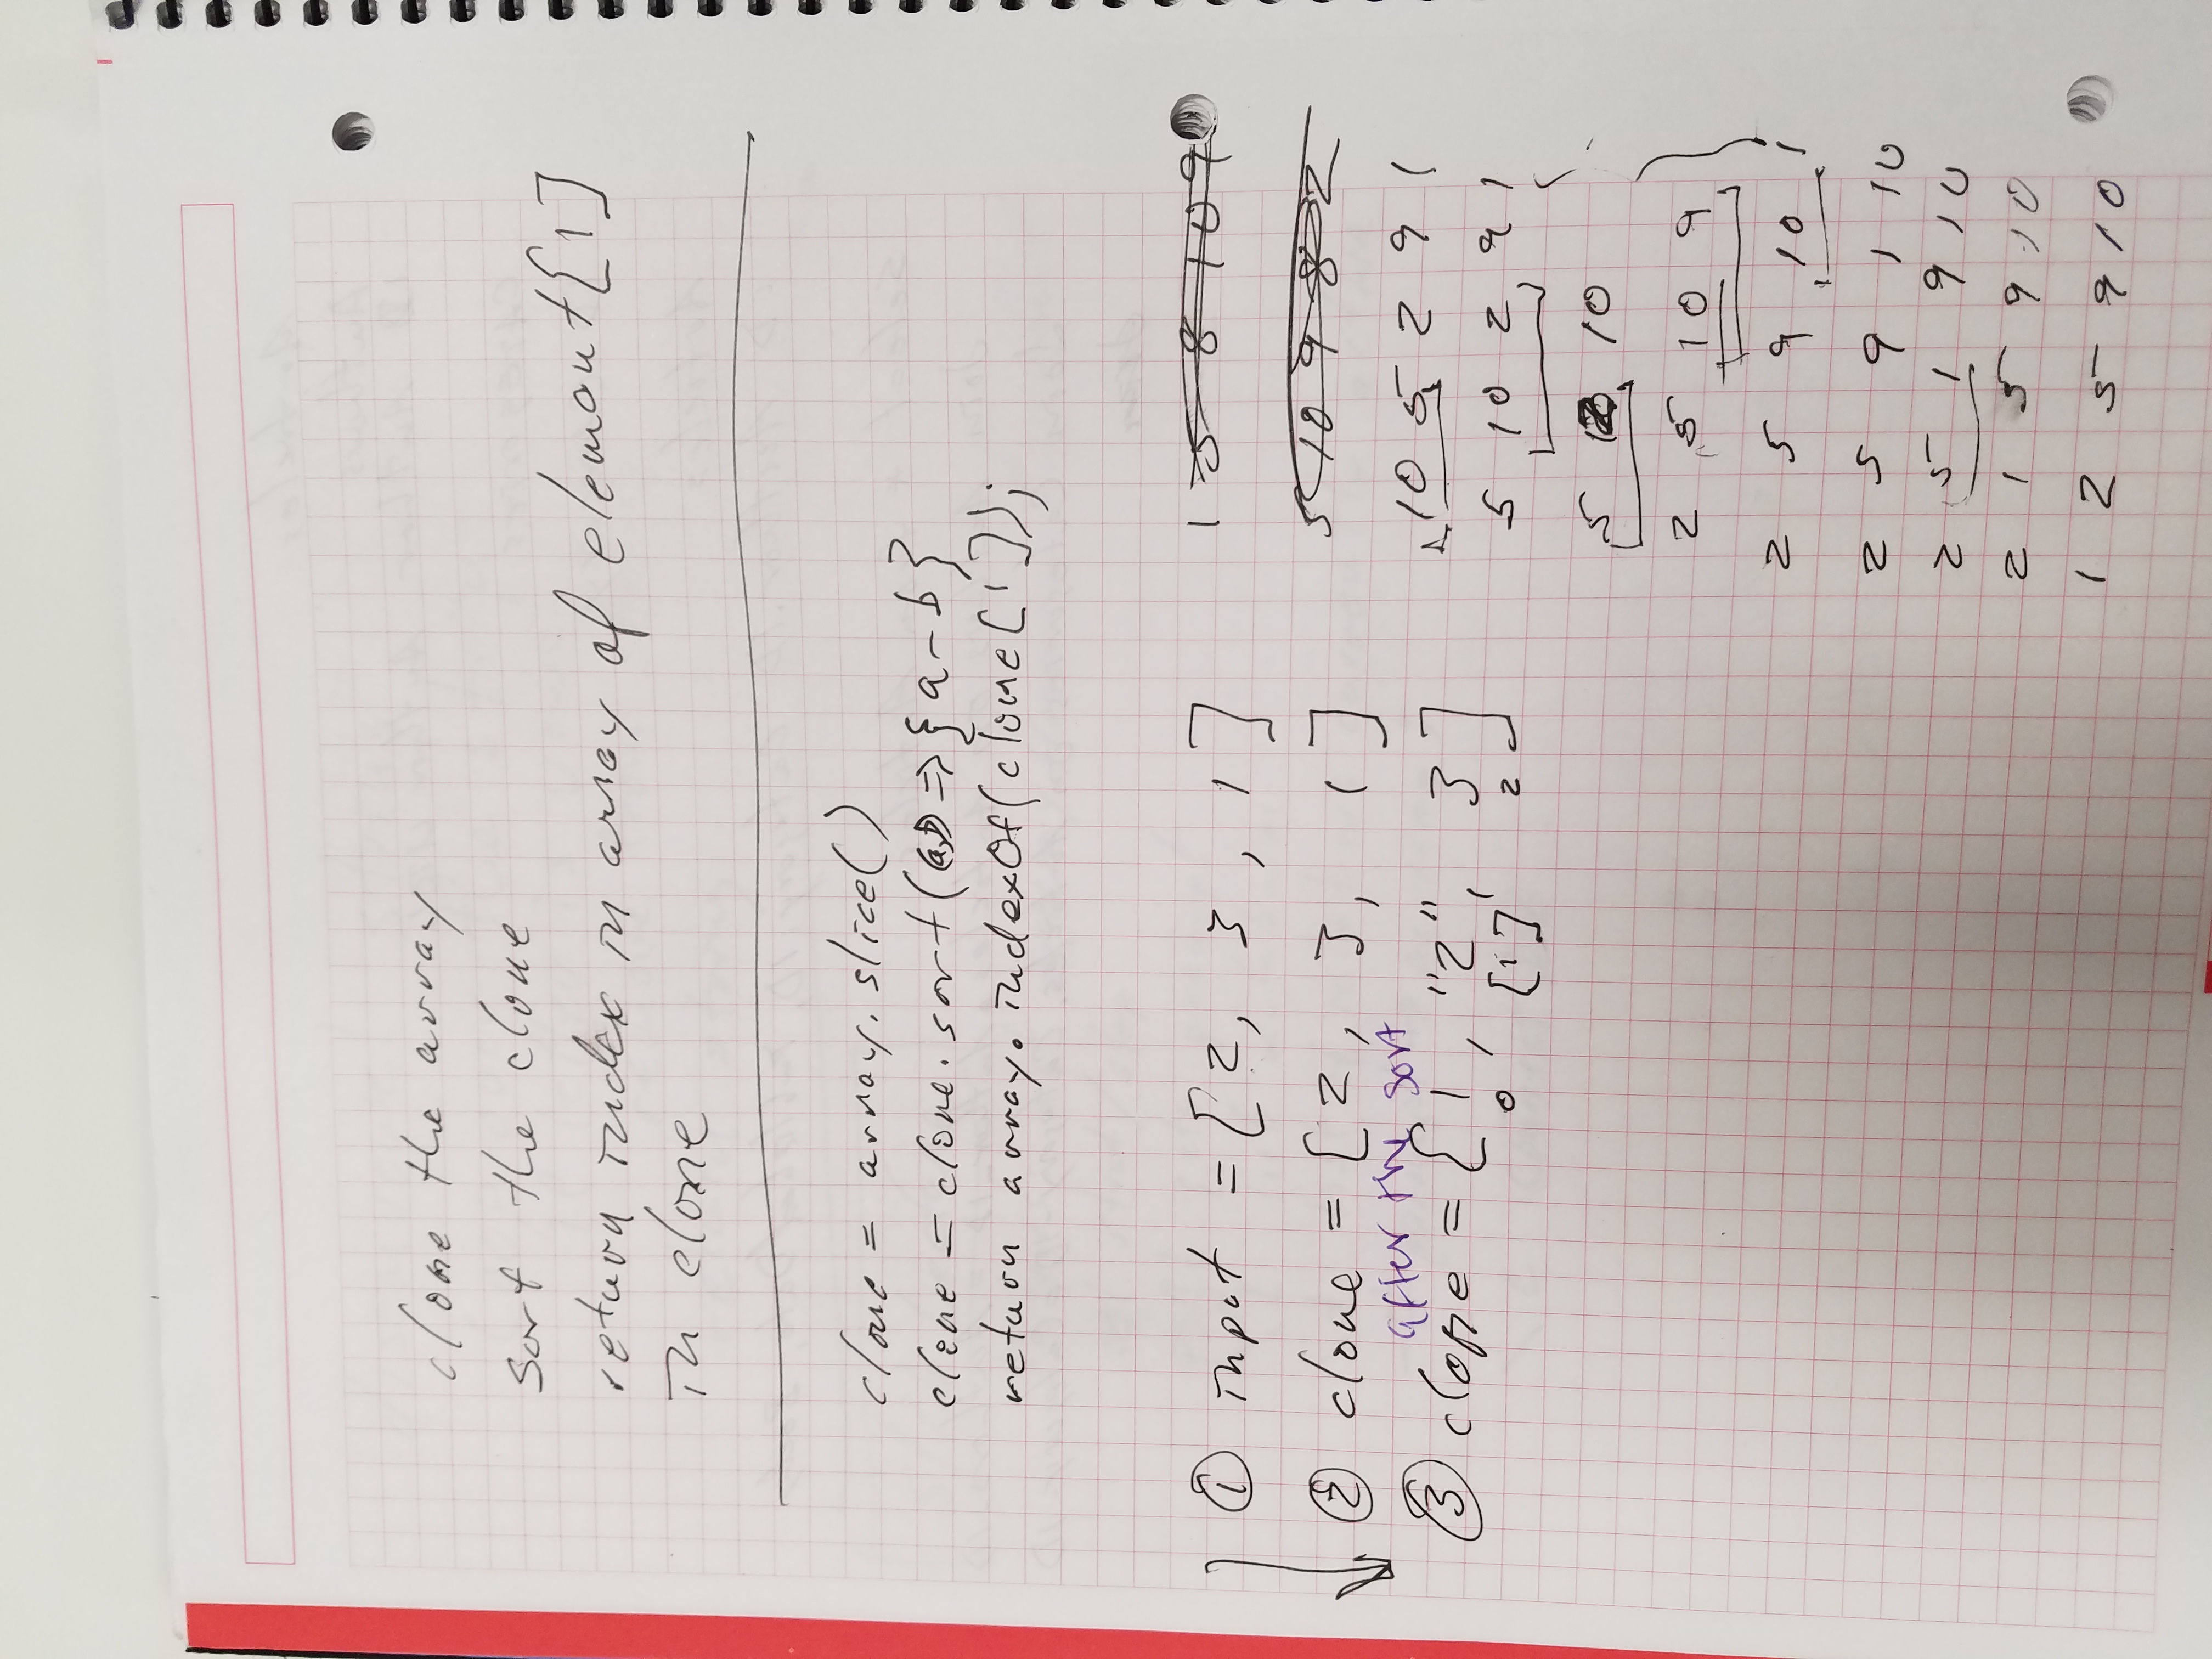 clone the array
sort the clone
return index in array of element[1]
in clone
clone = array.slice()
clone = clone.sort((a,b) => {a-b}
return array.indexOf(clone[1]);
① input = [2, 3, 1]
② clone = [2, 3, 1]
after the sort
③ clone = [1, "2", 3]
0 [1] 2
1 5 8 10 9
5 10 9 8 2
10 5 2 9 1
5 10 2 9 1
5 2 10
2 5 10 9
2 5 9 10 1
2 5 9 1 10
2 5 1 9 10
2 1 5 9 10
1 2 5 9 10